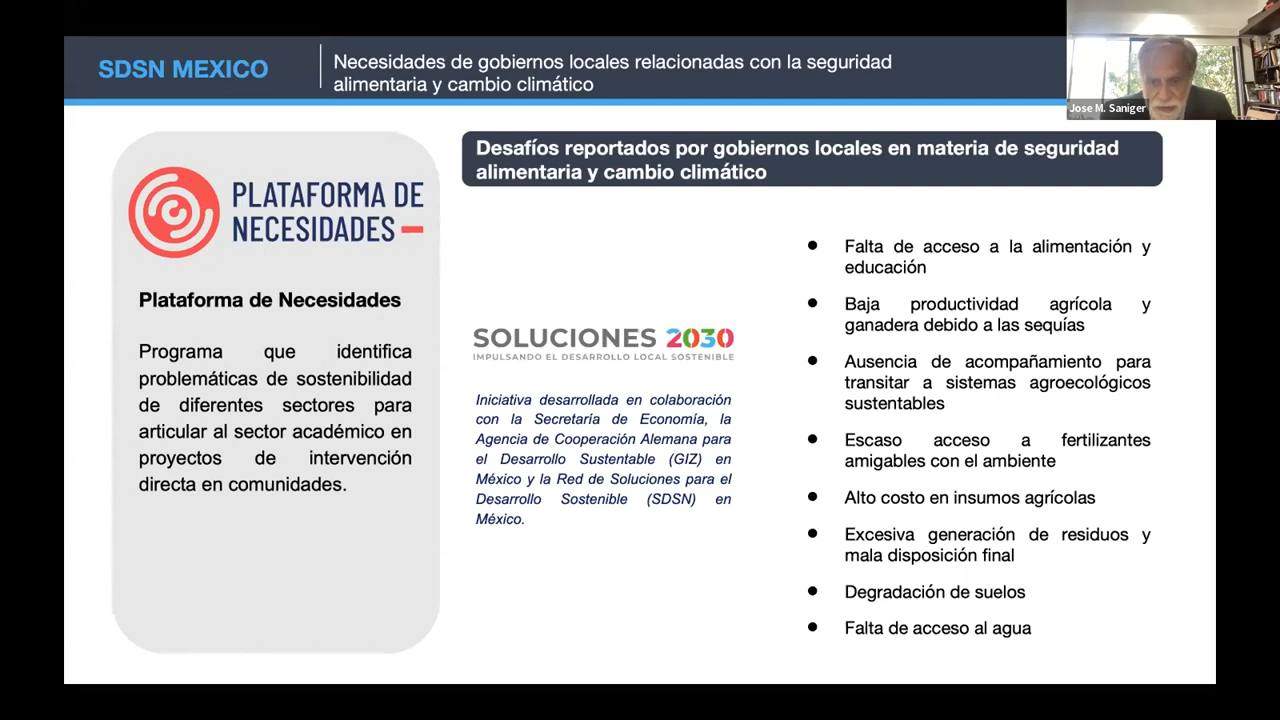 SDSN MEXICO
Necesidades de gobiernos locales relacionadas con la seguridad
alimentaria y cambio climático
Jose M. Saniger
PLATAFORMA DE
NECESIDADES
Plataforma de Necesidades
Programa que identifica
problemáticas de sostenibilidad
de diferentes sectores para
articular al sector académico en
proyectos de intervención
directa en comunidades.
Desafíos reportados por gobiernos locales en materia de seguridad
alimentaria y cambio climático
SOLUCIONES 2030
IMPULSANDO EL DESARROLLO LOCAL SOSTENIBLE
Iniciativa desarrollada en colaboración
con la Secretaría de Economía, la
Agencia de Cooperación Alemana para
el Desarrollo Sustentable (GIZ) en
México y la Red de Soluciones para el
Desarrollo Sostenible (SDSN) en
México.
● Falta de acceso a la alimentación y
educación
● Baja productividad agrícola y
ganadera debido a las sequías
● Ausencia de acompañamiento para
transitar a sistemas agroecológicos
sustentables
● Escaso acceso a fertilizantes
amigables con el ambiente
● Alto costo en insumos agrícolas
● Excesiva generación de residuos y
mala disposición final
● Degradación de suelos
● Falta de acceso al agua